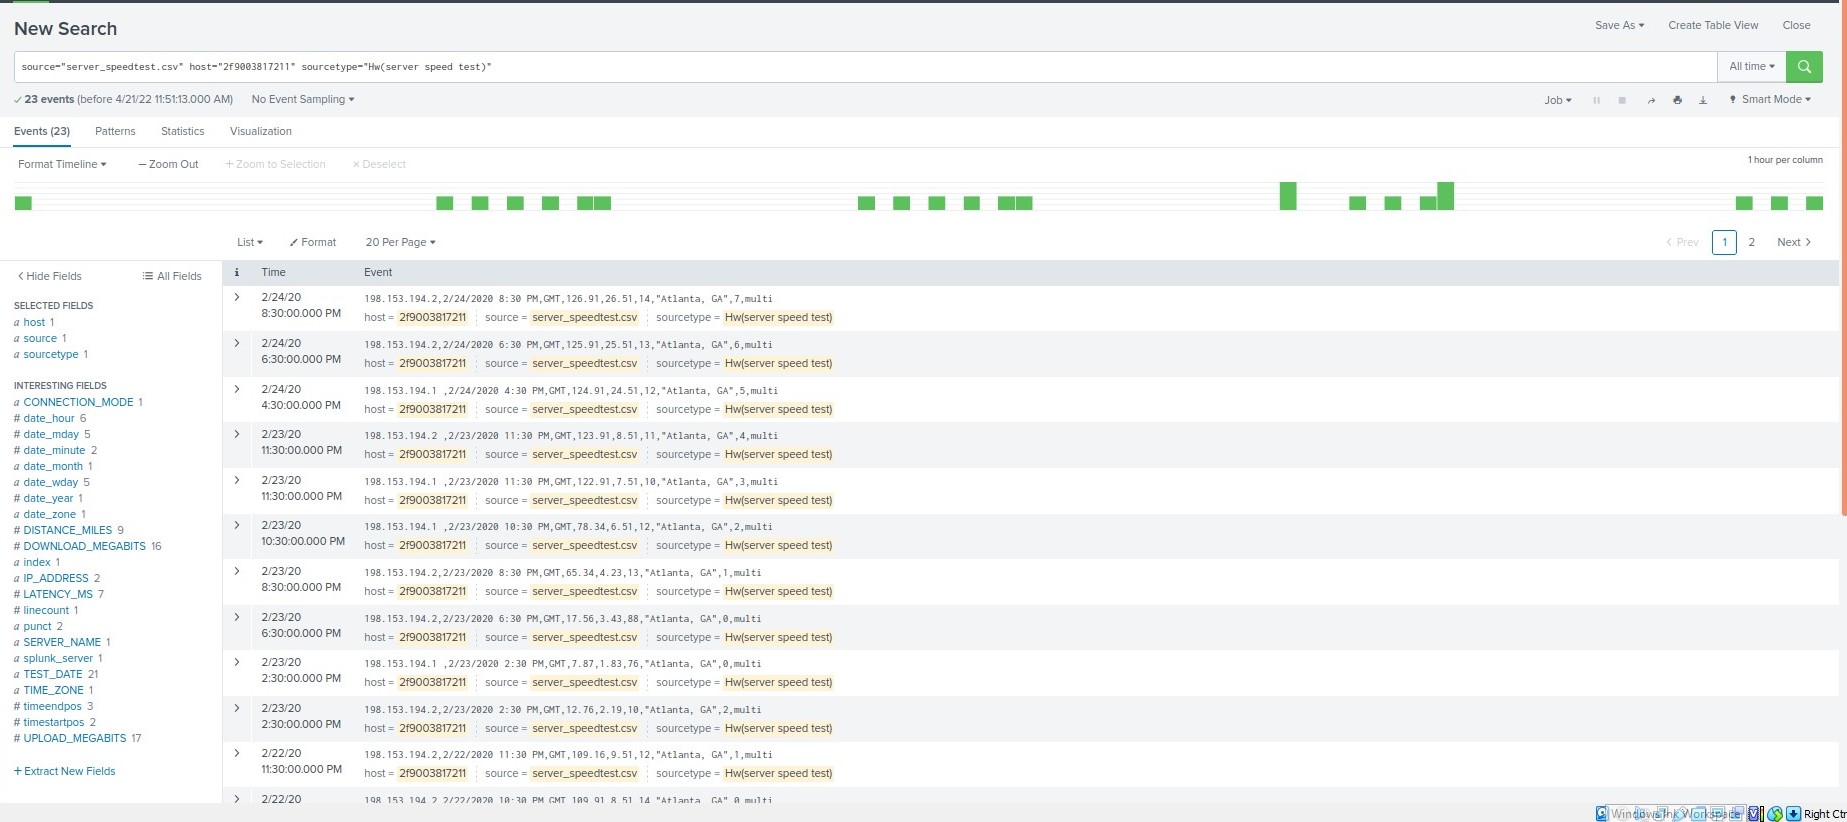 New Search
Save As ▾ Create Table View Close
source="server_speedtest.csv" host="2f9003817211" sourcetype="Hw(server speed test)"
All time ▾
✓ 23 events (before 4/21/22 11:51:13.000 AM) No Event Sampling ▾
Job ▾ Smart Mode ▾
Events (23) Patterns Statistics Visualization
Format Timeline ▾ — Zoom Out + Zoom to Selection × Deselect
1 hour per column
List ▾ Format 20 Per Page ▾
< Prev 1 2 Next >
< Hide Fields All Fields
SELECTED FIELDS
a host 1
a source 1
a sourcetype 1
INTERESTING FIELDS
a CONNECTION_MODE 1
# date_hour 6
# date_mday 5
# date_minute 2
a date_month 1
a date_wday 5
# date_year 1
a date_zone 1
# DISTANCE_MILES 9
# DOWNLOAD_MEGABITS 16
a index 1
a IP_ADDRESS 2
# LATENCY_MS 7
# linecount 1
a punct 2
a SERVER_NAME 1
a splunk_server 1
a TEST_DATE 21
a TIME_ZONE 1
# timeendpos 3
# timestartpos 2
# UPLOAD_MEGABITS 17
+ Extract New Fields
i Time Event
2/24/20 198.153.194.2,2/24/2020 8:30 PM,GMT,126.91,26.51,14,"Atlanta, GA",7,multi
8:30:00.000 PM host = 2f9003817211 source = server_speedtest.csv sourcetype = Hw(server speed test)
2/24/20 198.153.194.2,2/24/2020 6:30 PM,GMT,125.91,25.51,13,"Atlanta, GA",6,multi
6:30:00.000 PM host = 2f9003817211 source = server_speedtest.csv sourcetype = Hw(server speed test)
2/24/20 198.153.194.1 ,2/24/2020 4:30 PM,GMT,124.91,24.51,12,"Atlanta, GA",5,multi
4:30:00.000 PM host = 2f9003817211 source = server_speedtest.csv sourcetype = Hw(server speed test)
2/23/20 198.153.194.2 ,2/23/2020 11:30 PM,GMT,123.91,8.51,11,"Atlanta, GA",4,multi
11:30:00.000 PM host = 2f9003817211 source = server_speedtest.csv sourcetype = Hw(server speed test)
2/23/20 198.153.194.1 ,2/23/2020 11:30 PM,GMT,122.91,7.51,10,"Atlanta, GA",3,multi
11:30:00.000 PM host = 2f9003817211 source = server_speedtest.csv sourcetype = Hw(server speed test)
2/23/20 198.153.194.1 ,2/23/2020 10:30 PM,GMT,78.34,6.51,12,"Atlanta, GA",2,multi
10:30:00.000 PM host = 2f9003817211 source = server_speedtest.csv sourcetype = Hw(server speed test)
2/23/20 198.153.194.2,2/23/2020 8:30 PM,GMT,65.34,4.23,13,"Atlanta, GA",1,multi
8:30:00.000 PM host = 2f9003817211 source = server_speedtest.csv sourcetype = Hw(server speed test)
2/23/20 198.153.194.2,2/23/2020 6:30 PM,GMT,17.56,3.43,88,"Atlanta, GA",0,multi
6:30:00.000 PM host = 2f9003817211 source = server_speedtest.csv sourcetype = Hw(server speed test)
2/23/20 198.153.194.1 ,2/23/2020 2:30 PM,GMT,7.87,1.83,76,"Atlanta, GA",0,multi
2:30:00.000 PM host = 2f9003817211 source = server_speedtest.csv sourcetype = Hw(server speed test)
2/23/20 198.153.194.2,2/23/2020 2:30 PM,GMT,12.76,2.19,10,"Atlanta, GA",2,multi
2:30:00.000 PM host = 2f9003817211 source = server_speedtest.csv sourcetype = Hw(server speed test)
2/22/20 198.153.194.2,2/22/2020 11:30 PM,GMT,109.16,9.51,12,"Atlanta, GA",1,multi
11:30:00.000 PM host = 2f9003817211 source = server_speedtest.csv sourcetype = Hw(server speed test)
2/22/20 198.153.194.2,2/22/2020 10:30 PM,GMT,109.91,8.51,14,"Atlanta, GA",0,multi
Windows Ink Workspace Right Ctr